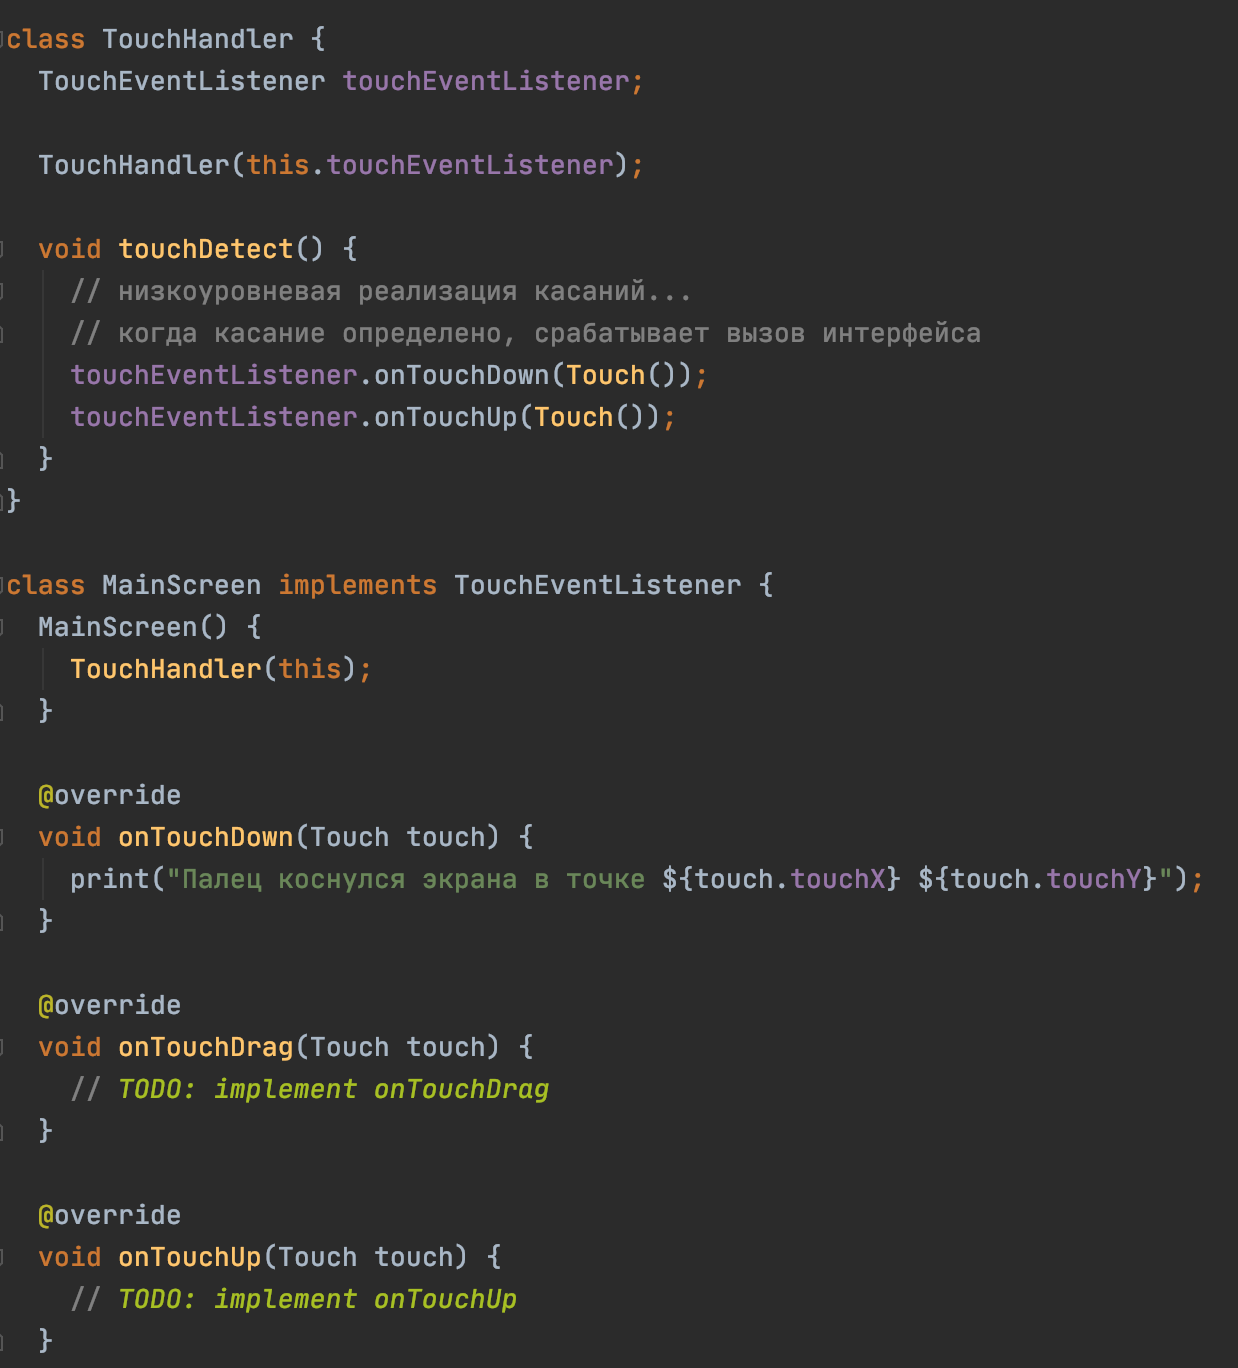 class TouchHandler {
  TouchEventListener touchEventListener;

  TouchHandler(this.touchEventListener);

  void touchDetect() {
    // низкоуровневая реализация касаний...
    // когда касание определено, срабатывает вызов интерфейса
    touchEventListener.onTouchDown(Touch());
    touchEventListener.onTouchUp(Touch());
  }
}

class MainScreen implements TouchEventListener {
  MainScreen() {
    TouchHandler(this);
  }

  @override
  void onTouchDown(Touch touch) {
    print("Палец коснулся экрана в точке ${touch.touchX} ${touch.touchY}");
  }

  @override
  void onTouchDrag(Touch touch) {
    // TODO: implement onTouchDrag
  }

  @override
  void onTouchUp(Touch touch) {
    // TODO: implement onTouchUp
  }